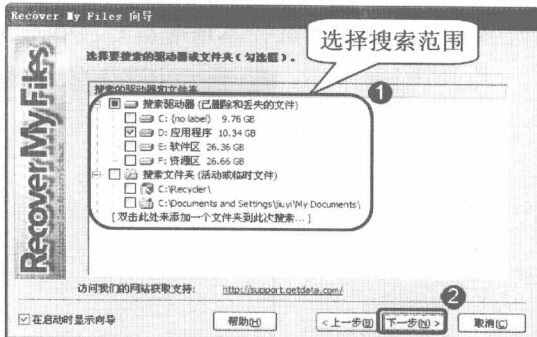 Recover My Files 向导
选择搜索范围
选择要搜索的驱动器或文件夹(勾选框)。
搜索的驱动器和文件夹
1
搜索驱动器 (已删除和丢失的文件)
C: (no label) 9.76 GB
D: 应用程序 10.34 GB
E: 软件区 26.36 GB
F: 资源区 26.66 GB
搜索文件夹 (活动或临时文件)
C:\Recycler\
C:\Documents and Settings\jiuyi\My Documents\
[双击此处来添加一个文件夹到此次搜索...]
RecoverMyFiles
访问我们的网站获取支持: http://support.getdata.com/
2
在启动时显示向导
帮助(H)
<上一步(B)
下一步(N) >
取消(C)